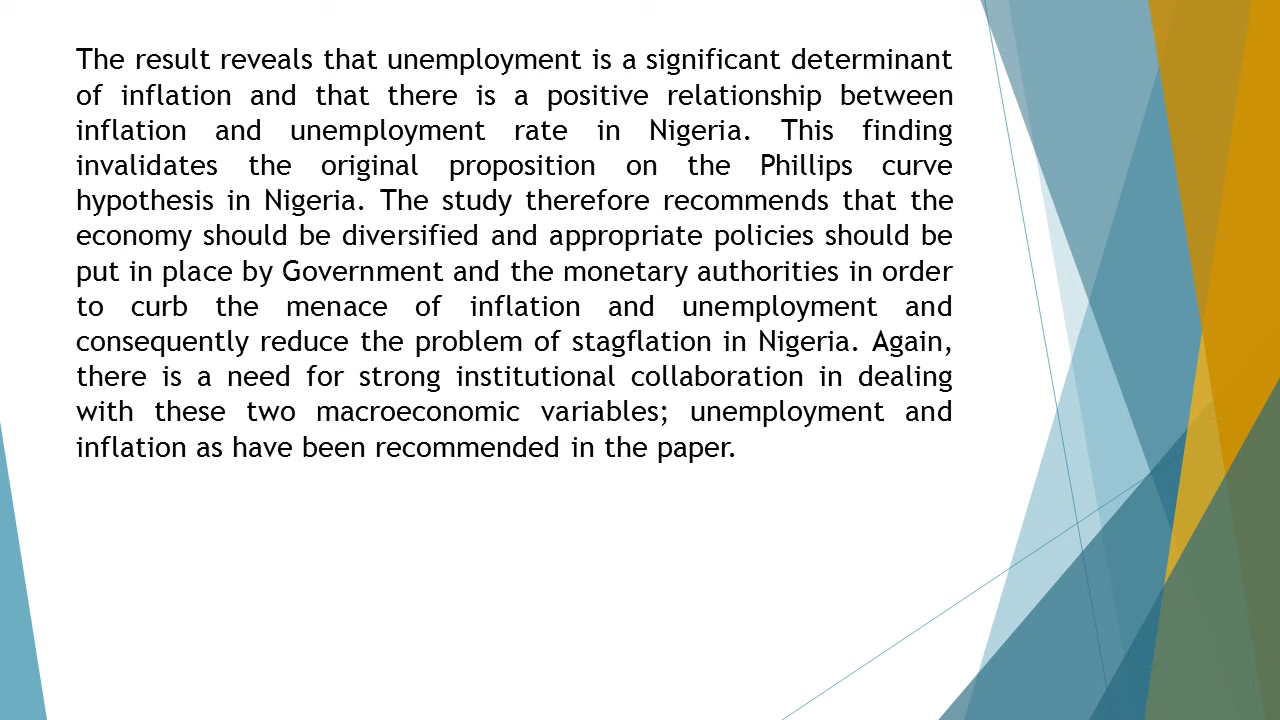 The result reveals that unemployment is a significant determinant
of inflation and that there is a positive relationship between
inflation and unemployment rate in Nigeria. This finding
invalidates the original proposition on the Phillips curve
hypothesis in Nigeria. The study therefore recommends that the
economy should be diversified and appropriate policies should be
put in place by Government and the monetary authorities in order
to curb the menace of inflation and unemployment and
consequently reduce the problem of stagflation in Nigeria. Again,
there is a need for strong institutional collaboration in dealing
with these two macroeconomic variables; unemployment and
inflation as have been recommended in the paper.